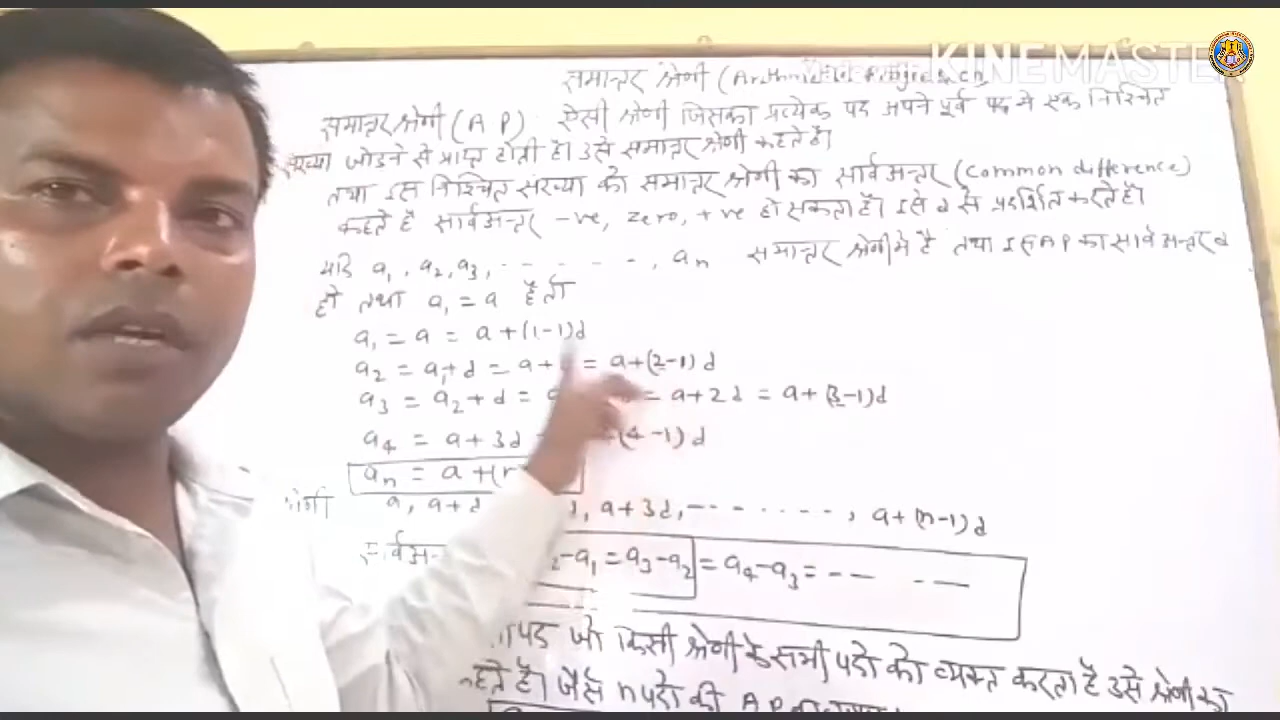 KINEMASTER
समान्तर श्रेणी (Arithmetic Progression)
समान्तर श्रेणी (A P) ऐसी श्रेणी जिसका प्रत्येक पद अपने पूर्व पद मे एक निश्चित
संख्या जोडने से प्राप्त होती है। उसे समान्तर श्रेणी कहते है।
तथा इस निश्चित संख्या को समान्तर श्रेणी का सार्वअन्तर (Common difference)
कहते है सार्वअन्तर -ve, zero, +ve हो सकता है। इसे d से प्रदर्शित करते है।
यदि a₁, a₂, a₃, - - - - - -, aₙ समान्तर श्रेणी मे है तथा इस AP का सार्वअन्तर d
हो तथा a₁ = a है तो
a₁ = a = a + (1-1)d
a₂ = a₁ + d = a + = a + (2-1)d
a₃ = a₂ + d = = a + 2d = a + (3-1)d
a₄ = a + 3d (4-1)d
aₙ = a + (n
श्रेणी a, a+d , a+3d, - - - - - - -, a+(n-1)d
सार्वअ -a₁ = a₃-a₂ = a₄-a₃ = -- --
पद जो किसी श्रेणी के सभी पदो को व्यक्त करता है उसे श्रेणी का
कहते है। जैसे n पदो की A P का